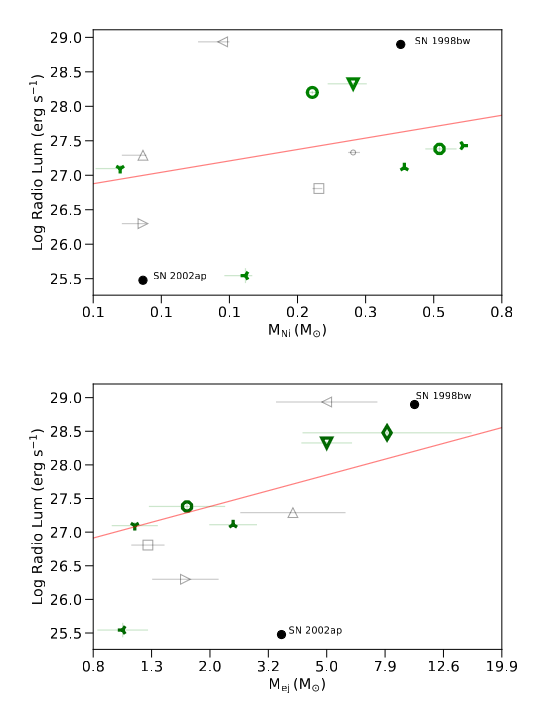 29.0
SN 1998bw
28.5
28.0
27.5
27.0
26.5
26.0
SN 2002ap
25.5
Log Radio Lum (erg s⁻¹)
0.1 0.1 0.1 0.2 0.3 0.5 0.8
M_Ni (M_⊙)
29.0
SN 1998bw
28.5
28.0
27.5
27.0
26.5
26.0
25.5
SN 2002ap
Log Radio Lum (erg s⁻¹)
0.8 1.3 2.0 3.2 5.0 7.9 12.6 19.9
M_ej (M_⊙)